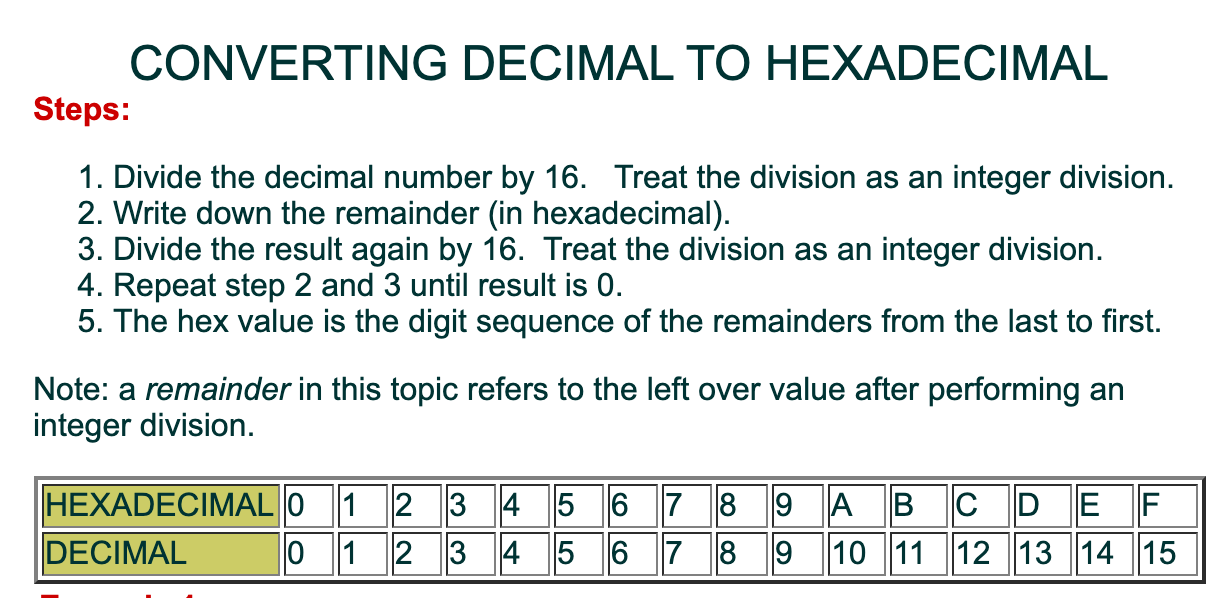 CONVERTING DECIMAL TO HEXADECIMAL
Steps:
1. Divide the decimal number by 16.   Treat the division as an integer division.
2. Write down the remainder (in hexadecimal).
3. Divide the result again by 16.  Treat the division as an integer division.
4. Repeat step 2 and 3 until result is 0.
5. The hex value is the digit sequence of the remainders from the last to first.
Note: a remainder in this topic refers to the left over value after performing an
integer division.
HEXADECIMAL 0 1 2 3 4 5 6 7 8 9 A B C D E F
DECIMAL 0 1 2 3 4 5 6 7 8 9 10 11 12 13 14 15